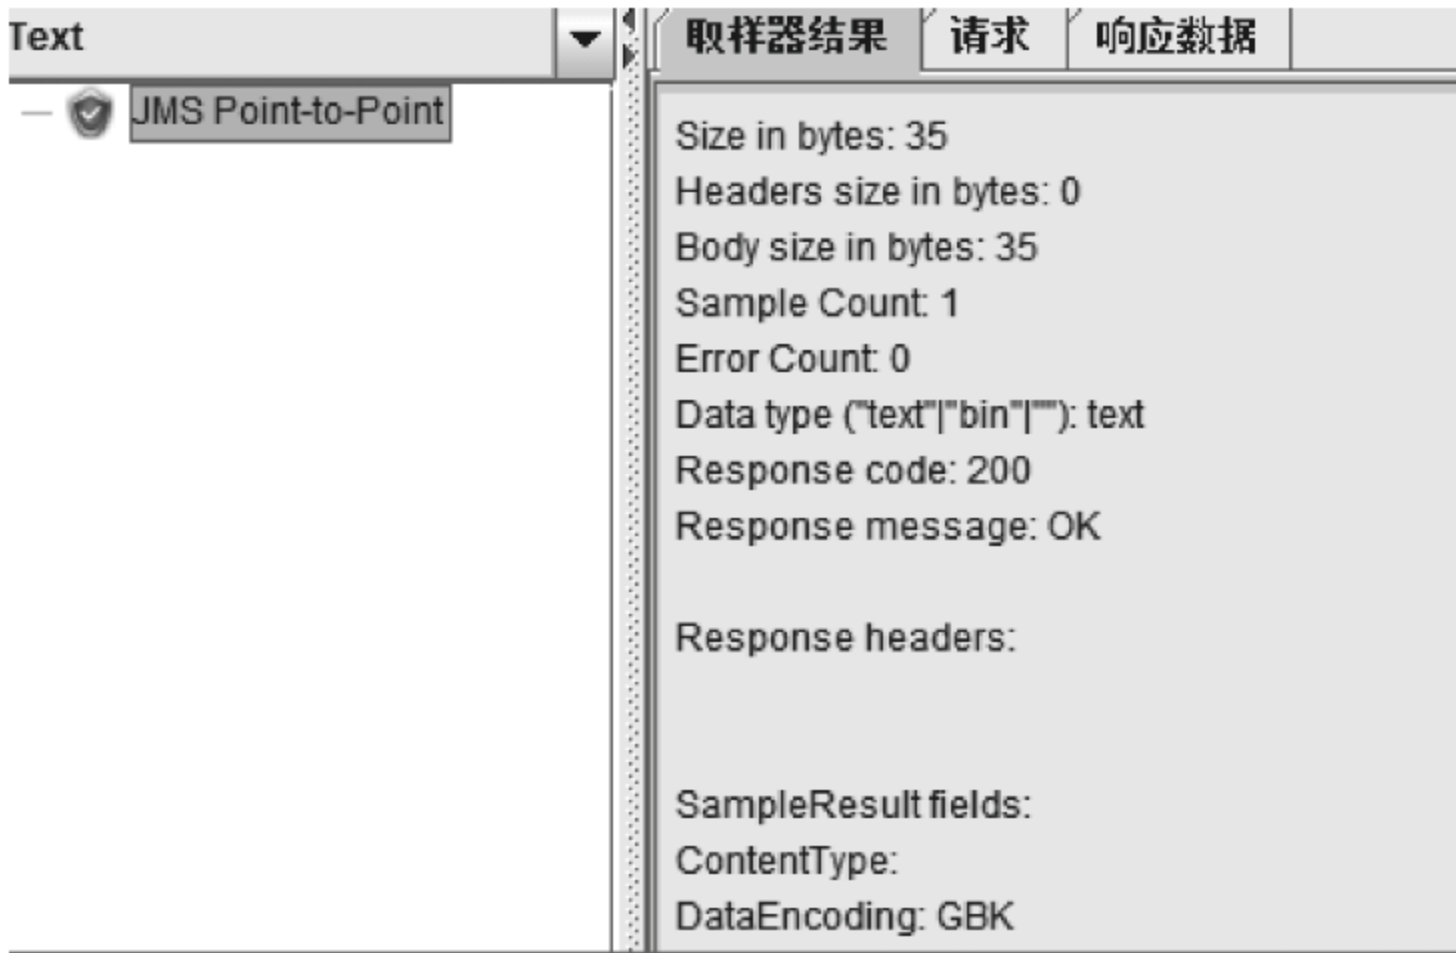 Text
JMS Point-to-Point
取样器结果 请求 响应数据
Size in bytes: 35
Headers size in bytes: 0
Body size in bytes: 35
Sample Count: 1
Error Count: 0
Data type ("text"|"bin"|""): text
Response code: 200
Response message: OK
Response headers:
SampleResult fields:
ContentType:
DataEncoding: GBK